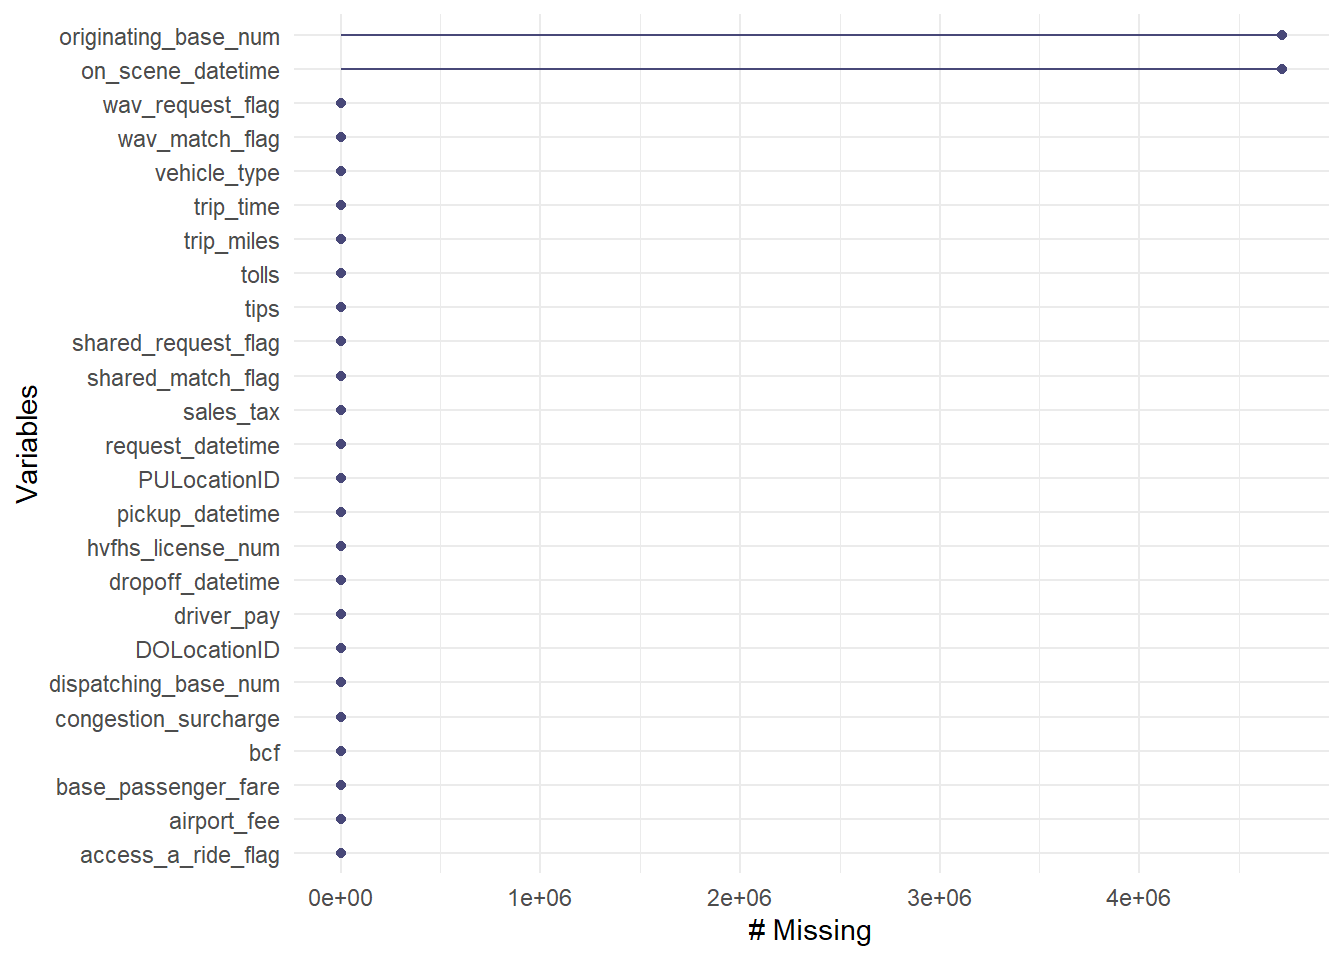 originating_base_num
on_scene_datetime
wav_request_flag
wav_match_flag
vehicle_type
trip_time
trip_miles
tolls
tips
shared_request_flag
shared_match_flag
sales_tax
request_datetime
PULocationID
pickup_datetime
hvfhs_license_num
dropoff_datetime
driver_pay
DOLocationID
dispatching_base_num
congestion_surcharge
bcf
base_passenger_fare
airport_fee
access_a_ride_flag
Variables
0e+00 1e+06 2e+06 3e+06 4e+06
# Missing